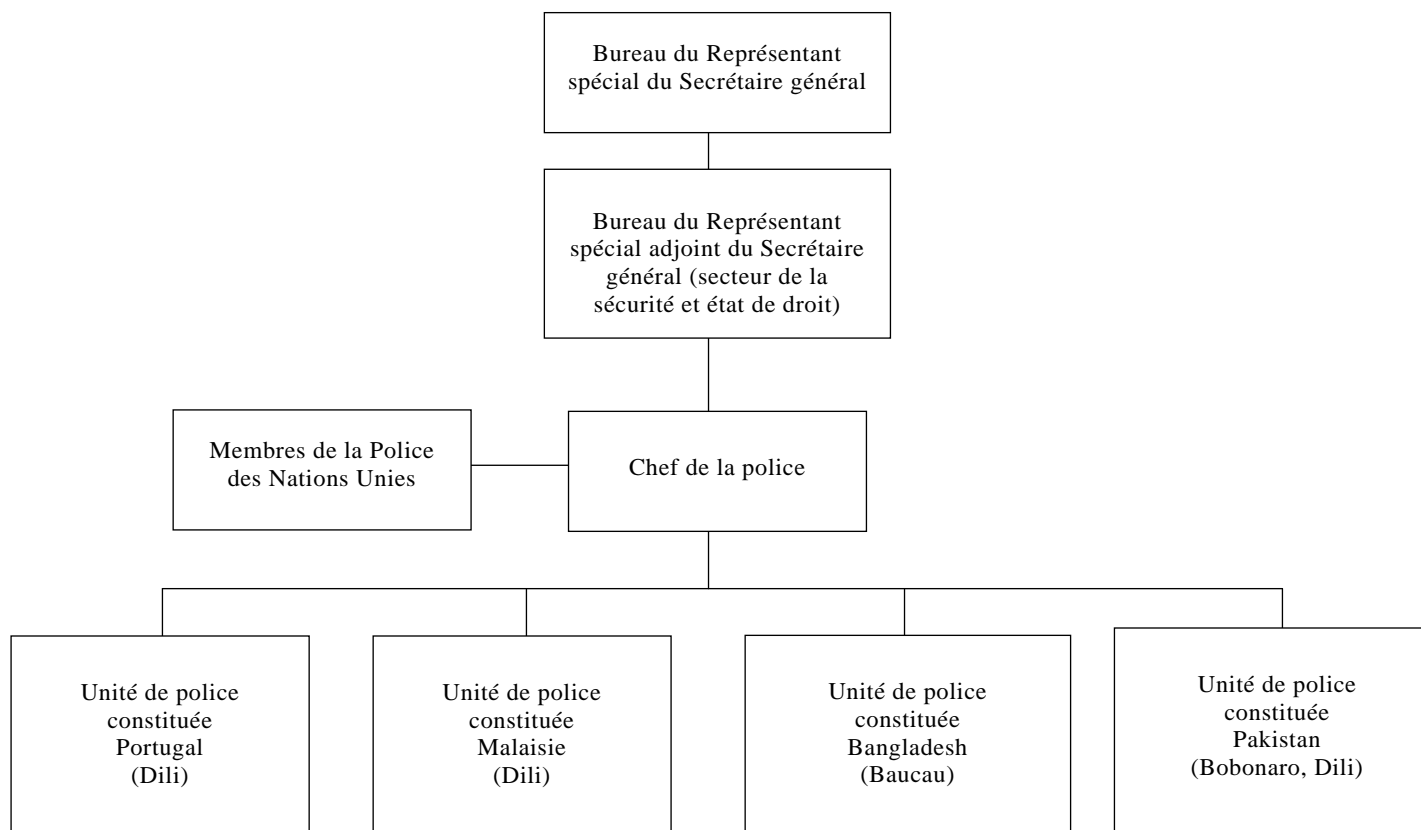 Bureau du Représentant
spécial du Secrétaire général
Bureau du Représentant
spécial adjoint du Secrétaire
général (secteur de la
sécurité et état de droit)
Membres de la Police
des Nations Unies
Chef de la police
Unité de police
constituée
Portugal
(Dili)
Unité de police
constituée
Malaisie
(Dili)
Unité de police
constituée
Bangladesh
(Baucau)
Unité de police
constituée
Pakistan
(Bobonaro, Dili)